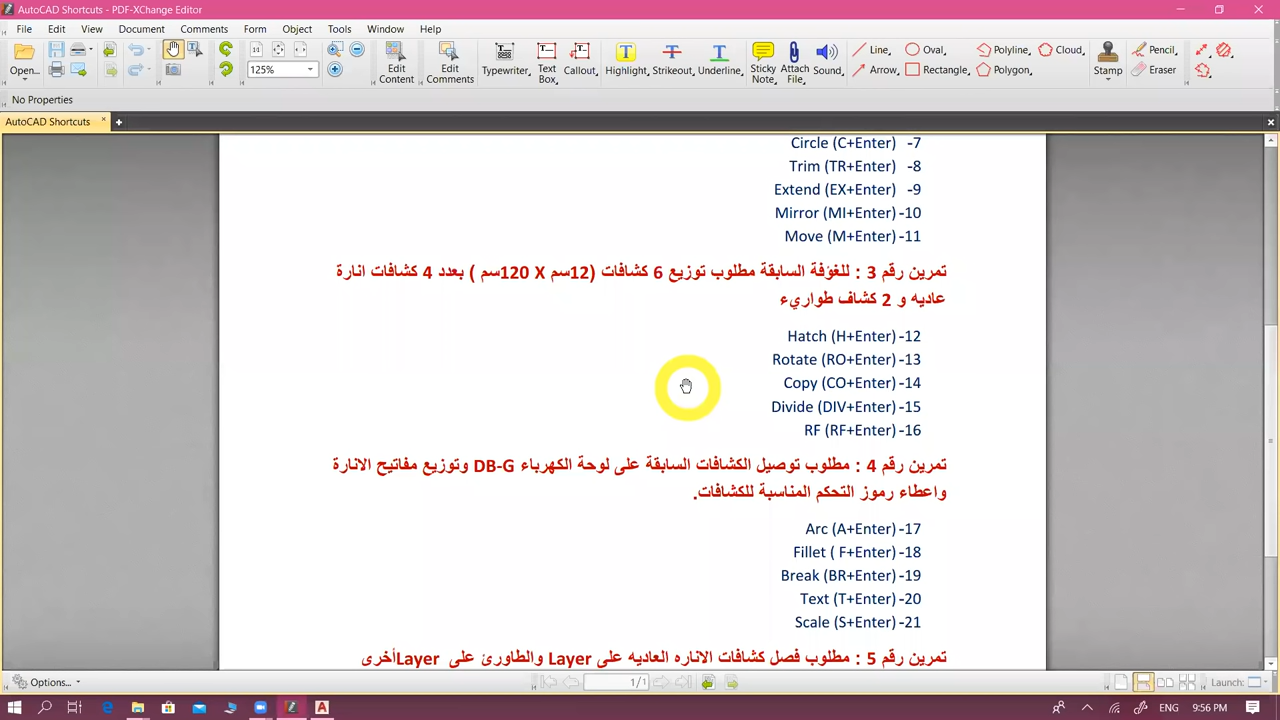 AutoCAD Shortcuts - PDF-XChange Editor
File Edit View Document Comments Form Object Tools Window Help
Open... 125% Edit Content Edit Comments Typewriter Text Box Callout Highlight Strikeout Underline Sticky Note Attach File Sound Line Arrow Oval Rectangle Polyline Polygon Cloud Stamp Pencil Eraser
No Properties
AutoCAD Shortcuts
Circle (C+Enter) -7
Trim (TR+Enter) -8
Extend (EX+Enter) -9
Mirror (MI+Enter) -10
Move (M+Enter) -11
تمرين رقم 3 : للغؤفة السابقة مطلوب توزيع 6 كشافات (12سم X 120سم ) بعدد 4 كشافات انارة
عاديه و 2 كشاف طواريء
Hatch (H+Enter) -12
Rotate (RO+Enter) -13
Copy (CO+Enter) -14
Divide (DIV+Enter) -15
RF (RF+Enter) -16
تمرين رقم 4 : مطلوب توصيل الكشافات السابقة على لوحة الكهرباء DB-G وتوزيع مفاتيح الانارة
واعطاء رموز التحكم المناسبة للكشافات.
Arc (A+Enter) -17
Fillet ( F+Enter) -18
Break (BR+Enter) -19
Text (T+Enter) -20
Scale (S+Enter) -21
تمرين رقم 5 : مطلوب فصل كشافات الاناره العاديه على Layer والطاورئ على Layerأخرى
Options... 1/1 Launch:
ENG 9:56 PM